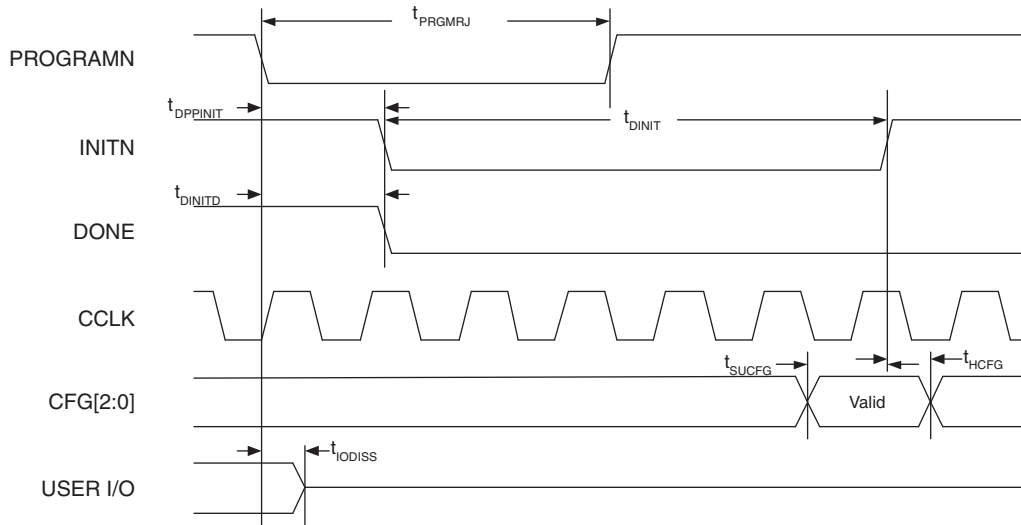 tPRGMRJ
PROGRAMN
tDPPINIT
tDINIT
INITN
tDINITD
DONE
CCLK
tSUCFG
tHCFG
CFG[2:0]
Valid
tIODISS
USER I/O